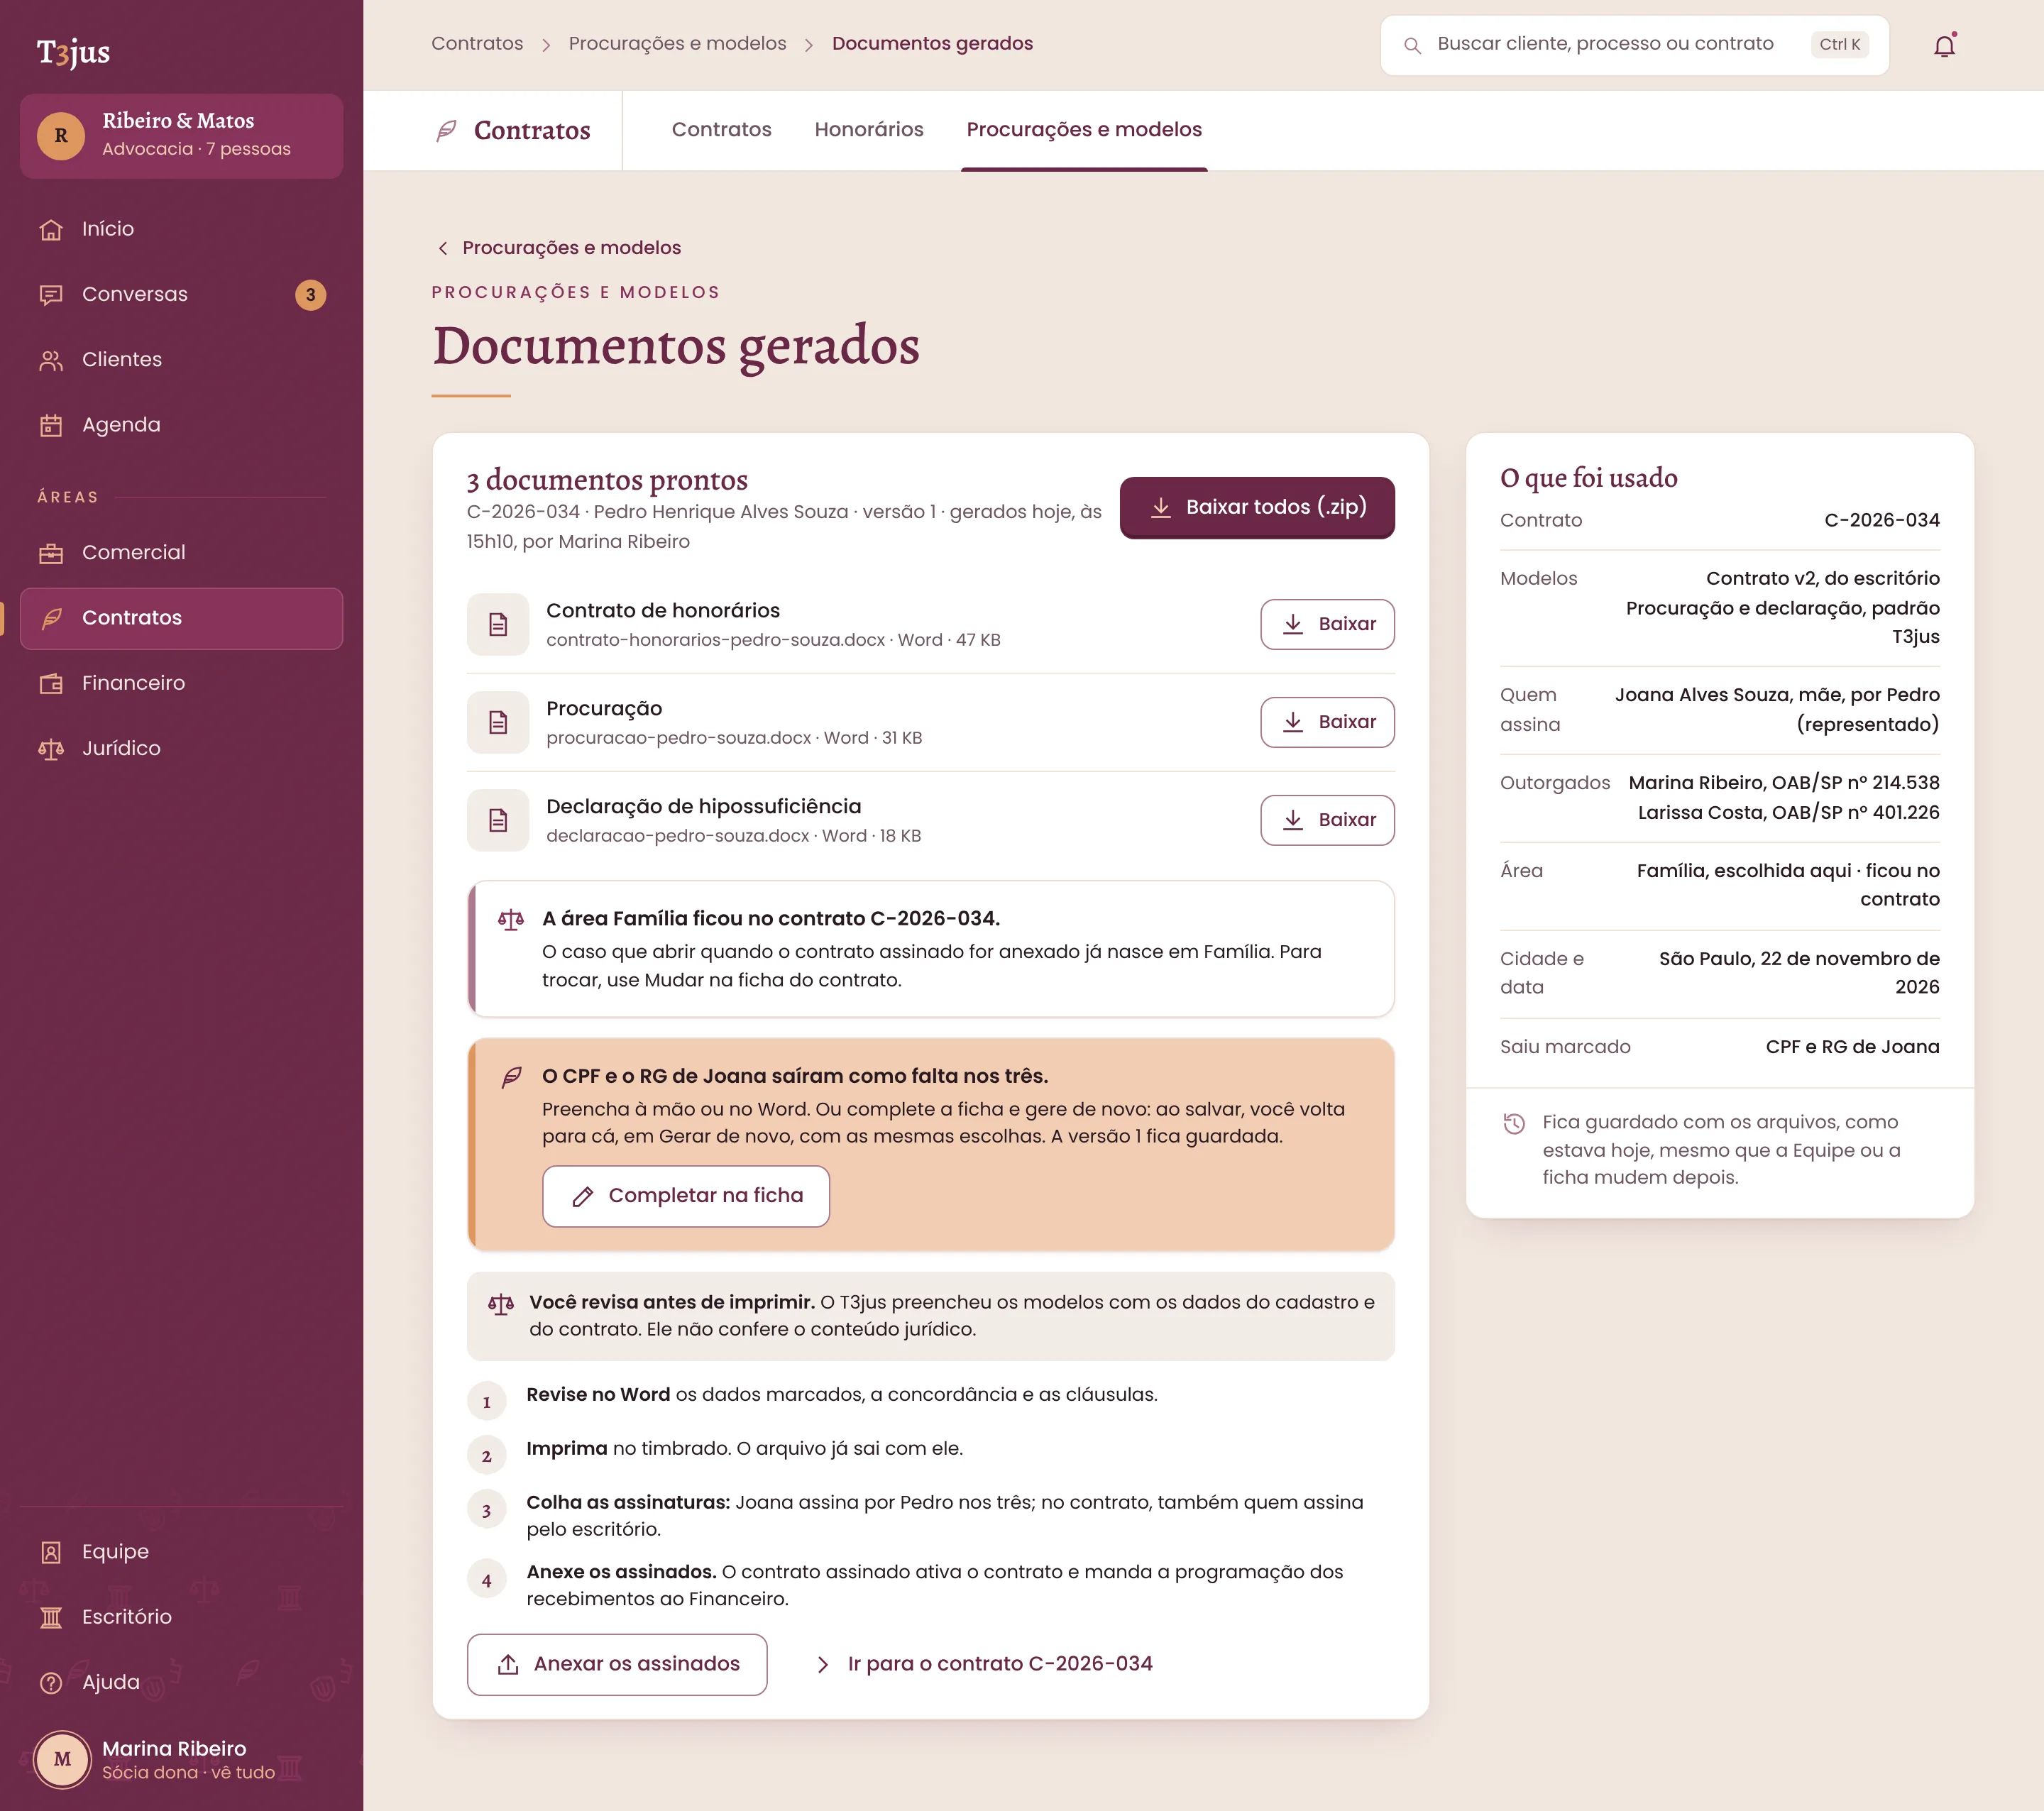 T3jus
R
Ribeiro & Matos
Advocacia · 7 pessoas
Início
Conversas
3
Clientes
Agenda
ÁREAS
Comercial
Contratos
Financeiro
Jurídico
Equipe
Escritório
Ajuda
M
Marina Ribeiro
Sócia dona · vê tudo
Contratos
Procurações e modelos
Documentos gerados
Buscar cliente, processo ou contrato
Ctrl K
Contratos
Contratos
Honorários
Procurações e modelos
Procurações e modelos
PROCURAÇÕES E MODELOS
Documentos gerados
3 documentos prontos
C-2026-034 · Pedro Henrique Alves Souza · versão 1 · gerados hoje, às
15h10, por Marina Ribeiro
Baixar todos (.zip)
Contrato de honorários
contrato-honorarios-pedro-souza.docx · Word · 47 KB
Baixar
Procuração
procuracao-pedro-souza.docx · Word · 31 KB
Baixar
Declaração de hipossuficiência
declaracao-pedro-souza.docx · Word · 18 KB
Baixar
A área Família ficou no contrato C-2026-034.
O caso que abrir quando o contrato assinado for anexado já nasce em Família. Para
trocar, use Mudar na ficha do contrato.
O CPF e o RG de Joana saíram como falta nos três.
Preencha à mão ou no Word. Ou complete a ficha e gere de novo: ao salvar, você volta
para cá, em Gerar de novo, com as mesmas escolhas. A versão 1 fica guardada.
Completar na ficha
Você revisa antes de imprimir. O T3jus preencheu os modelos com os dados do cadastro e
do contrato. Ele não confere o conteúdo jurídico.
1
Revise no Word os dados marcados, a concordância e as cláusulas.
2
Imprima no timbrado. O arquivo já sai com ele.
3
Colha as assinaturas: Joana assina por Pedro nos três; no contrato, também quem assina
pelo escritório.
4
Anexe os assinados. O contrato assinado ativa o contrato e manda a programação dos
recebimentos ao Financeiro.
Anexar os assinados
Ir para o contrato C-2026-034
O que foi usado
Contrato
C-2026-034
Modelos
Contrato v2, do escritório
Procuração e declaração, padrão
T3jus
Quem
assina
Joana Alves Souza, mãe, por Pedro
(representado)
Outorgados
Marina Ribeiro, OAB/SP nº 214.538
Larissa Costa, OAB/SP nº 401.226
Área
Família, escolhida aqui · ficou no
contrato
Cidade e
data
São Paulo, 22 de novembro de
2026
Saiu marcado
CPF e RG de Joana
Fica guardado com os arquivos, como
estava hoje, mesmo que a Equipe ou a
ficha mudem depois.